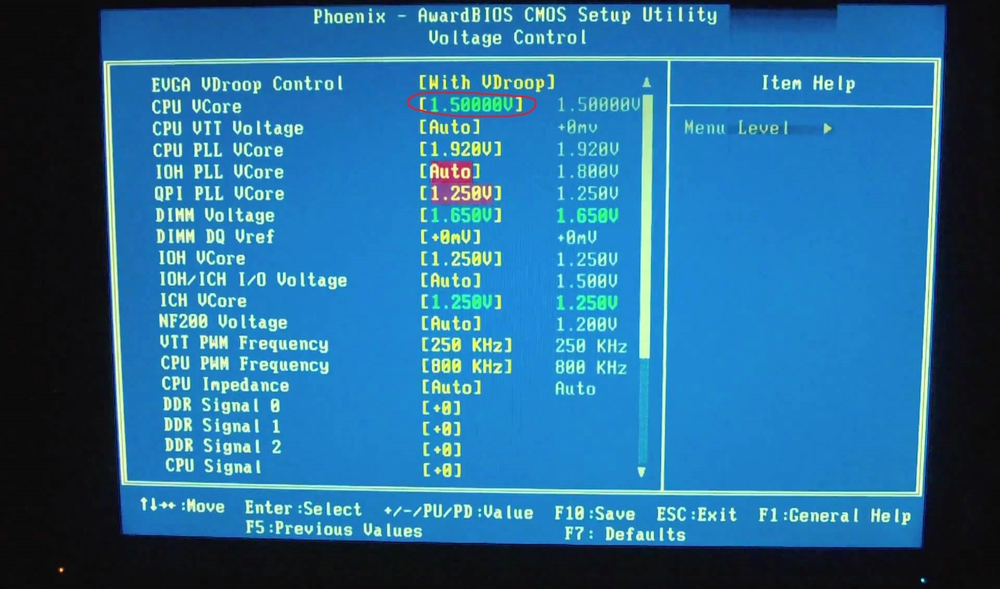 Phoenix - AwardBIOS CMOS Setup Utility
Voltage Control
EVGA VDroop Control [With VDroop]
CPU VCore [1.50000V] 1.50000V
CPU VTT Voltage [Auto] +0mv
CPU PLL VCore [1.920V] 1.920V
IOH PLL VCore [Auto] 1.800V
QPI PLL VCore [1.250V] 1.250V
DIMM Voltage [1.650V] 1.650V
DIMM DQ Vref [+0mV] +0mV
IOH VCore [1.250V] 1.250V
IOH/ICH I/O Voltage [Auto] 1.500V
ICH VCore [1.250V] 1.250V
NF200 Voltage [Auto] 1.200V
VTT PWM Frequency [250 KHz] 250 KHz
CPU PWM Frequency [800 KHz] 800 KHz
CPU Impedance [Auto] Auto
DDR Signal 0 [+0]
DDR Signal 1 [+0]
DDR Signal 2 [+0]
CPU Signal [+0]
Item Help
Menu Level ▶
↑↓→←:Move Enter:Select +/-/PU/PD:Value F10:Save ESC:Exit F1:General Help
F5:Previous Values F7: Defaults